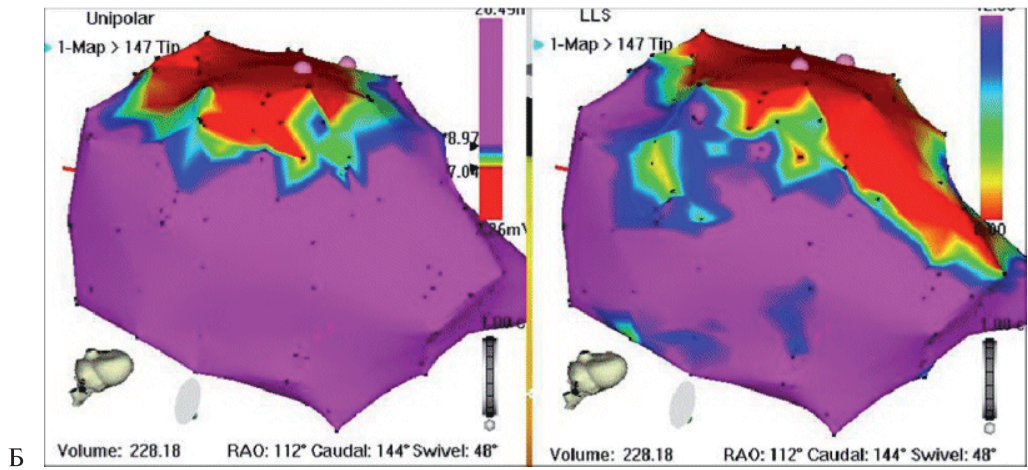 Unipolar
1-Map > 147 Tip
8.97
7.04
Volume: 228.18
RAO: 112° Caudal: 144° Swivel: 48°
LLS
1-Map > 147 Tip
Volume: 228.18
RAO: 112° Caudal: 144° Swivel: 48°
Б